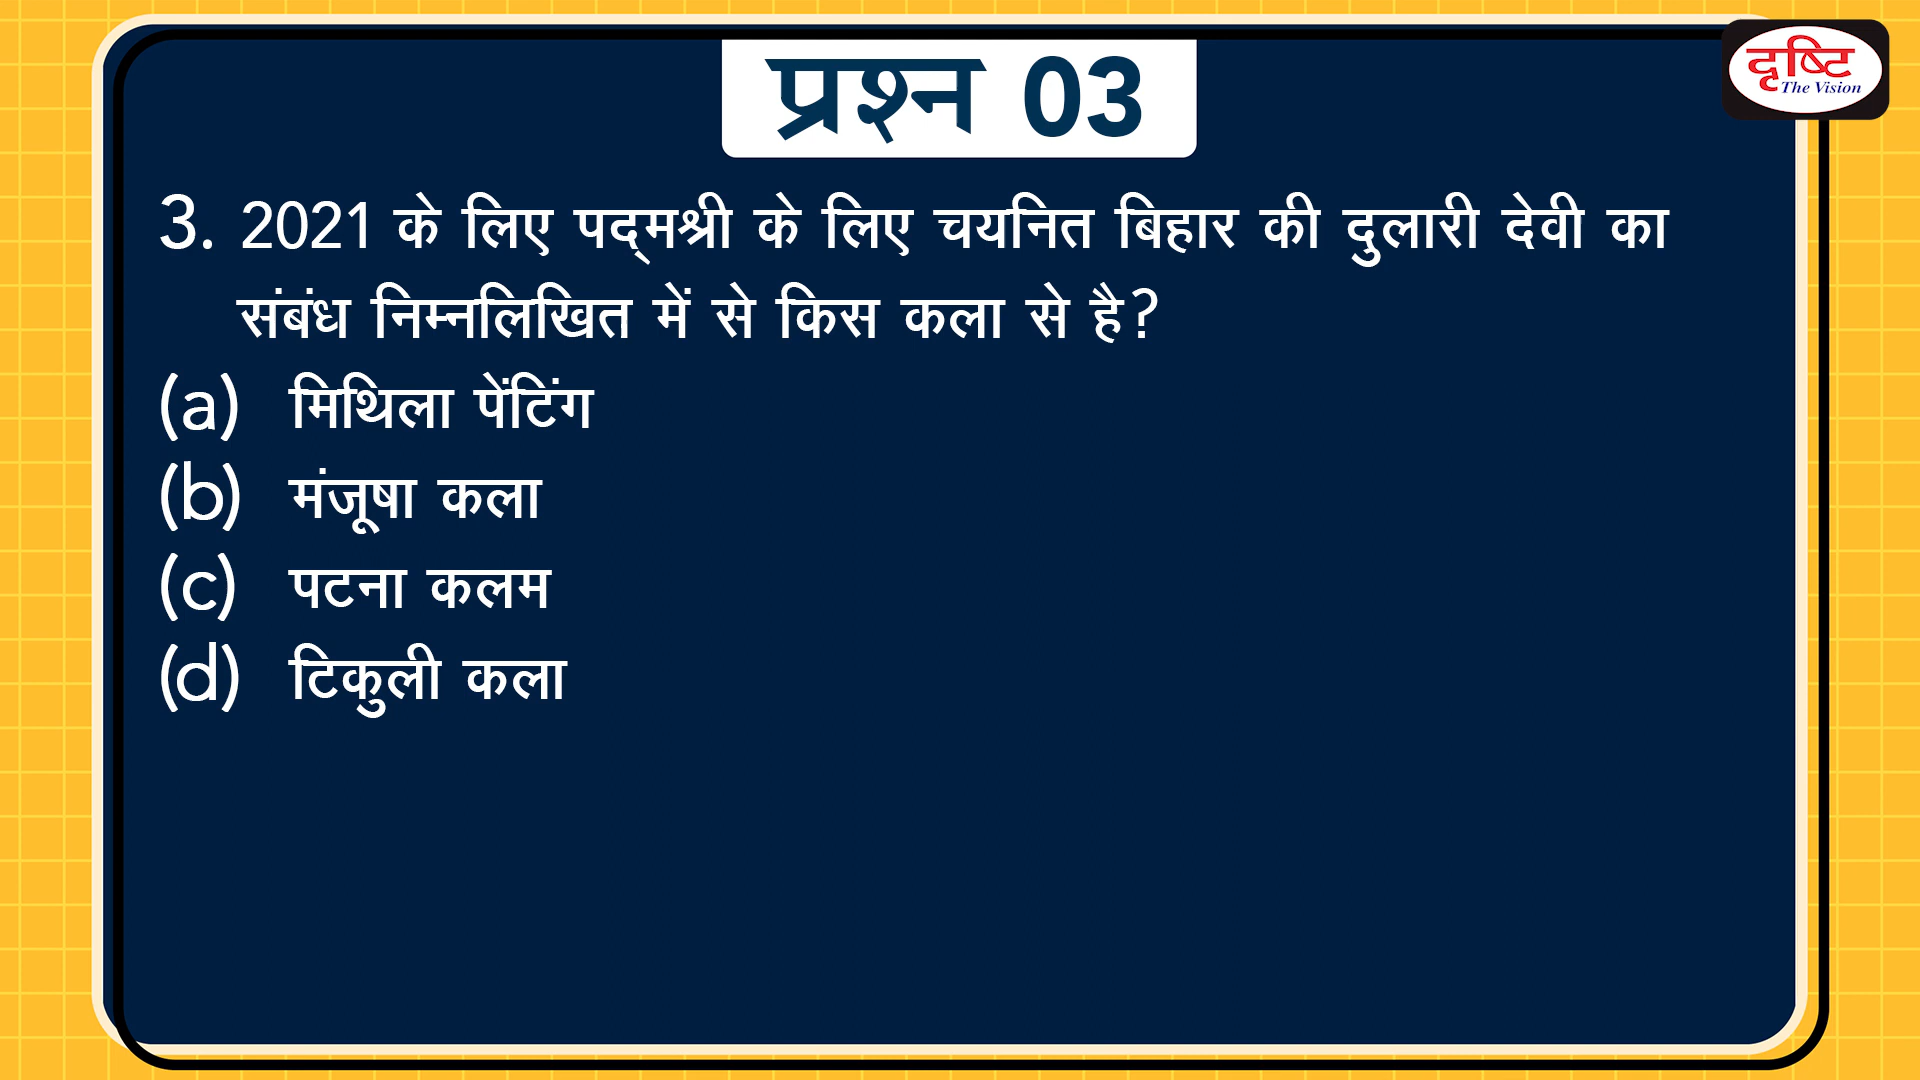 प्रश्न 03
दृष्टि
The Vision
3. 2021 के लिए पद्मश्री के लिए चयनित बिहार की दुलारी देवी का
संबंध निम्नलिखित में से किस कला से है?
(a) मिथिला पेंटिंग
(b) मंजूषा कला
(c) पटना कलम
(d) टिकुली कला